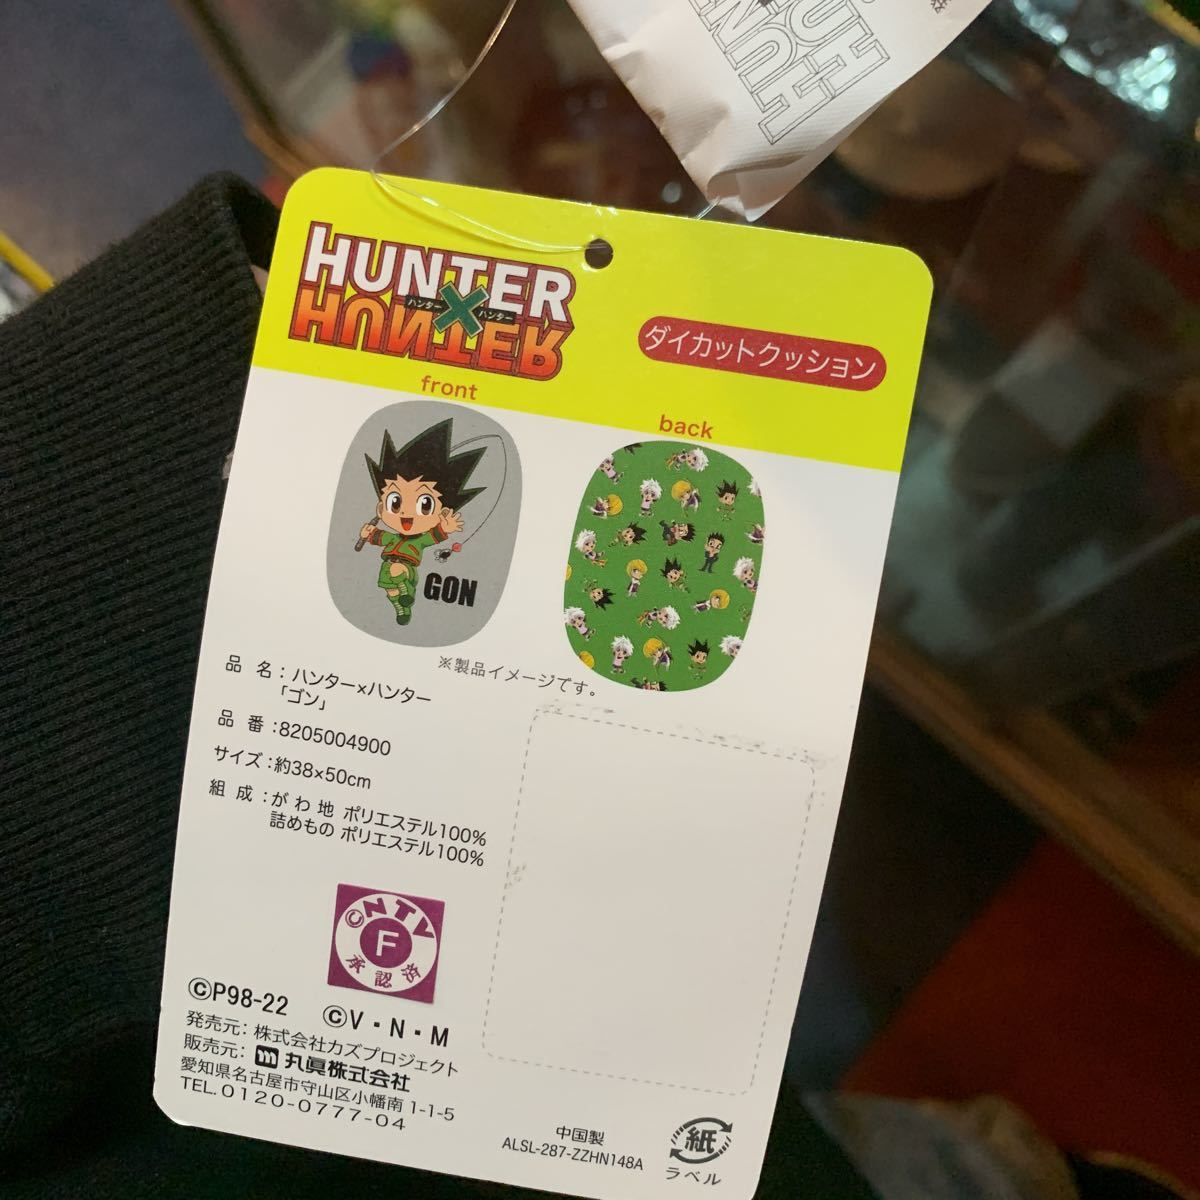 HUNTER
HUNTER
ハンター×ハンター
ダイカットクッション
front
back
GON
※製品イメージです。
品 名：ハンター×ハンター
「ゴン」
品 番：8205004900
サイズ：約38×50cm
組 成：がわ地 ポリエステル100%
詰めもの ポリエステル100%
©NTV
F
承認済
©P98-22 ©V・N・M
発売元：株式会社カズプロジェクト
販売元： 丸眞株式会社
愛知県名古屋市守山区小幡南1-1-5
TEL.0120-0777-04
中国製
ALSL-287-ZZHN148A
紙
ラベル